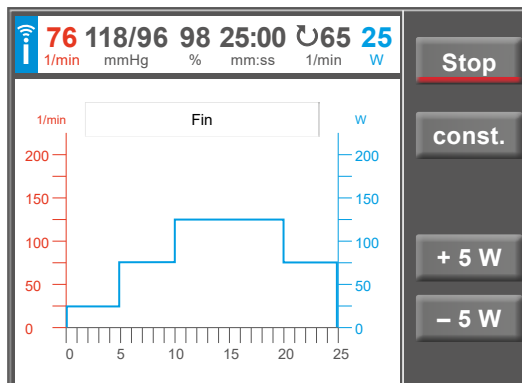 76 118/96 98 25:00 ↻65 25
1/min mmHg % mm:ss 1/min W
Stop
1/min Fin W
const.
200 200
150 150
100 100
+ 5 W
50 50
– 5 W
0 0
0 5 10 15 20 25